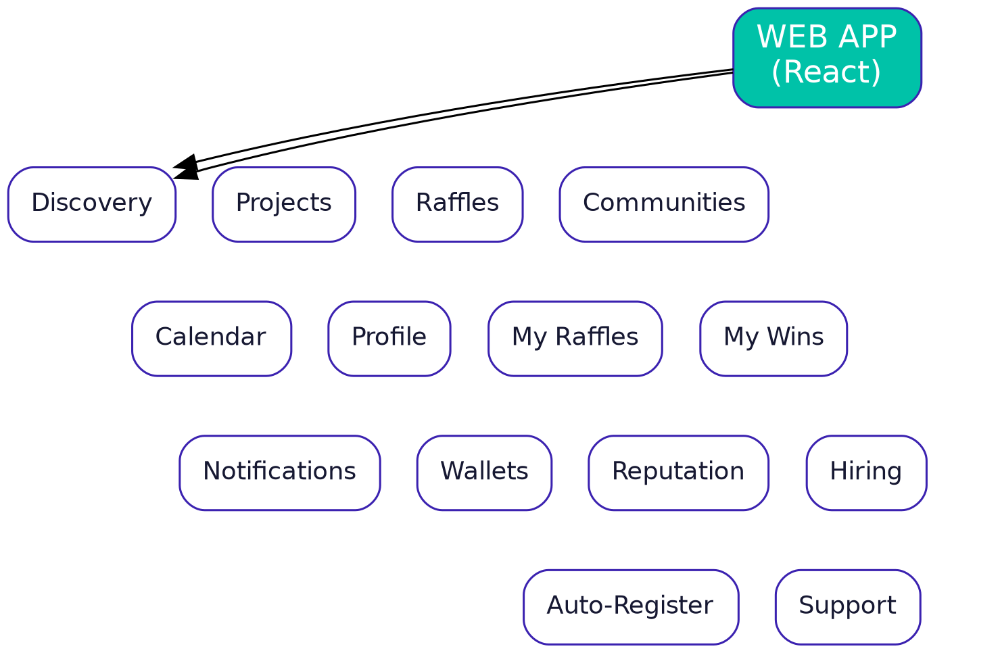 WEB APP
(React)
Discovery
Projects
Raffles
Communities
Calendar
Profile
My Raffles
My Wins
Notifications
Wallets
Reputation
Hiring
Auto-Register
Support